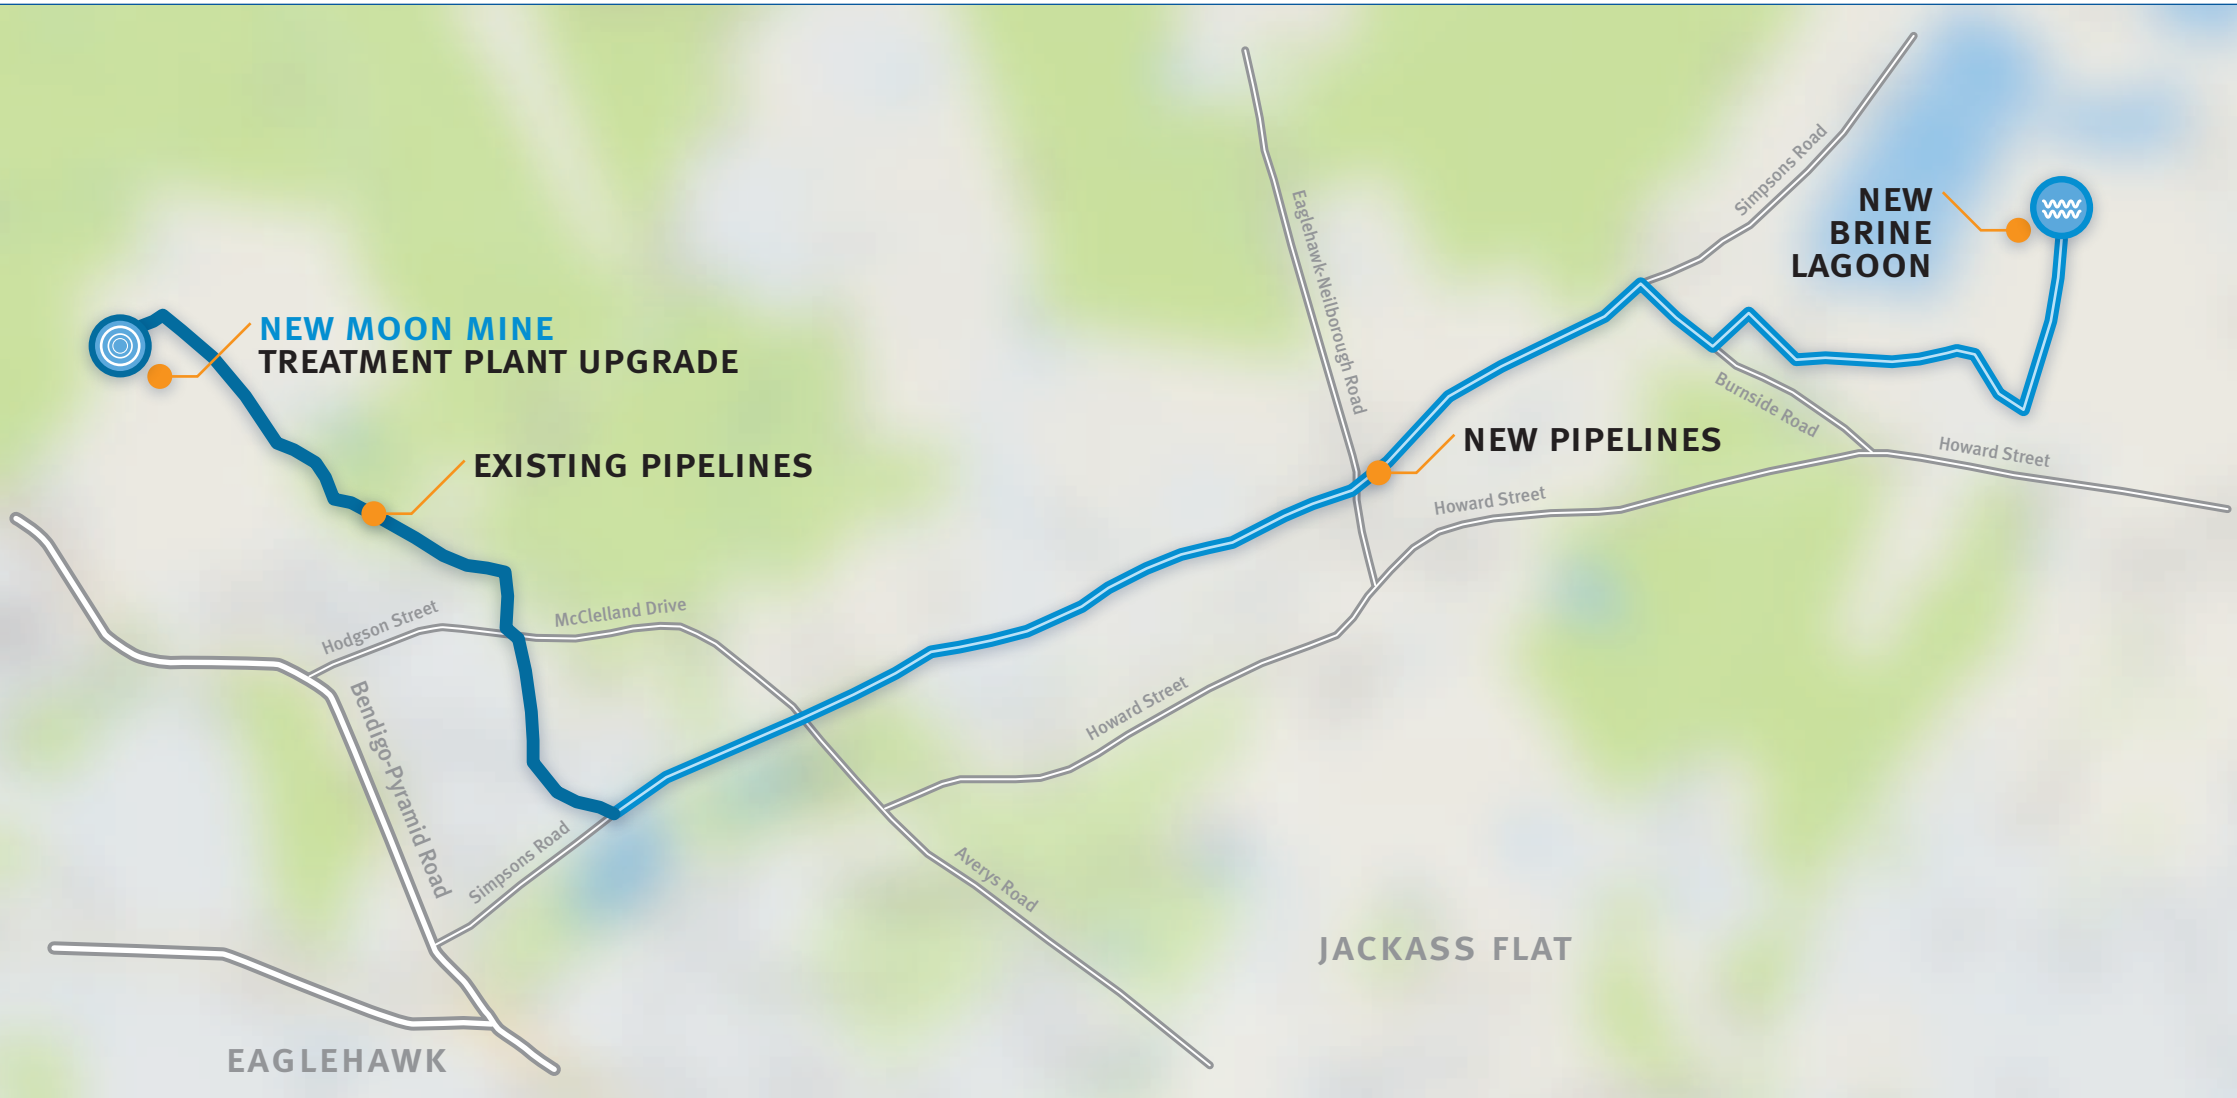 Simpsons Road
NEW
BRINE
LAGOON
Eaglehawk-Neilborough Road
NEW MOON MINE
TREATMENT PLANT UPGRADE
Burnside Road
NEW PIPELINES
Howard Street
EXISTING PIPELINES
Howard Street
Hodgson Street
McClelland Drive
Bendigo-Pyramid Road
Howard Street
Simpsons Road
Averys Road
JACKASS FLAT
EAGLEHAWK